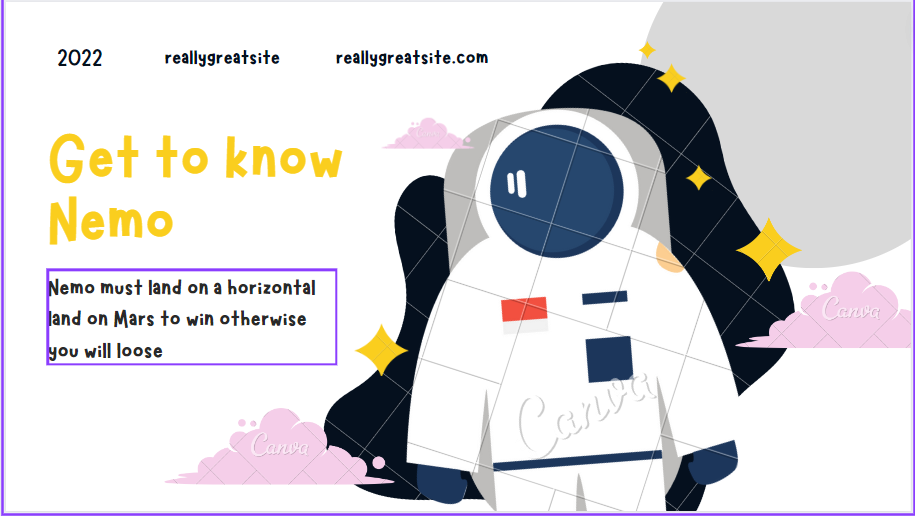 2022 reallygreatsite reallygreatsite.com
Get to know
Nemo
Nemo must land on a horizontal
land on Mars to win otherwise
you will loose
Canva
Canva
Canva